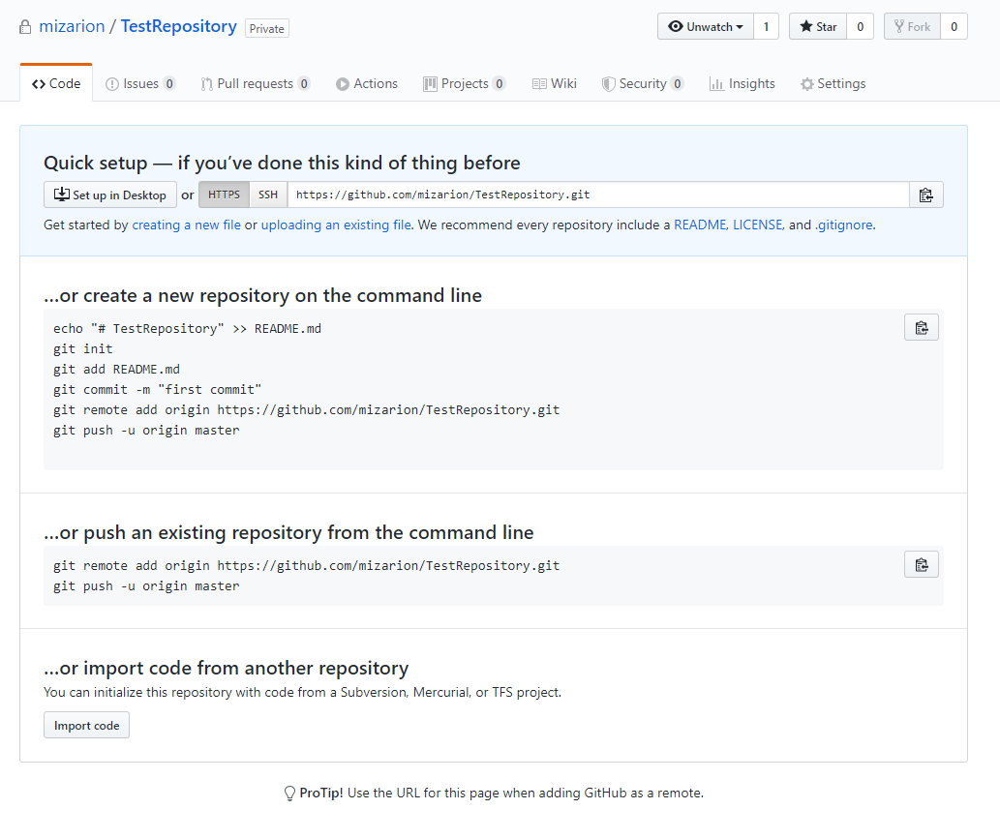 mizarion / TestRepository Private
Unwatch 1 Star 0 Fork 0
Code Issues 0 Pull requests 0 Actions Projects 0 Wiki Security 0 Insights Settings
Quick setup — if you’ve done this kind of thing before
Set up in Desktop or HTTPS SSH https://github.com/mizarion/TestRepository.git
Get started by creating a new file or uploading an existing file. We recommend every repository include a README, LICENSE, and .gitignore.
…or create a new repository on the command line
echo "# TestRepository" >> README.md
git init
git add README.md
git commit -m "first commit"
git remote add origin https://github.com/mizarion/TestRepository.git
git push -u origin master
…or push an existing repository from the command line
git remote add origin https://github.com/mizarion/TestRepository.git
git push -u origin master
…or import code from another repository
You can initialize this repository with code from a Subversion, Mercurial, or TFS project.
Import code
ProTip! Use the URL for this page when adding GitHub as a remote.